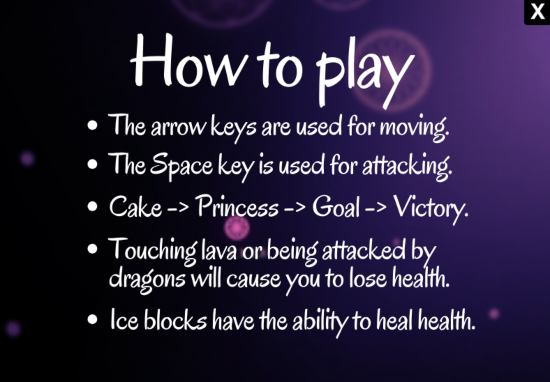 X
How to play
• The arrow keys are used for moving.
• The Space key is used for attacking.
• Cake -> Princess -> Goal -> Victory.
• Touching lava or being attacked by
dragons will cause you to lose health.
• Ice blocks have the ability to heal health.